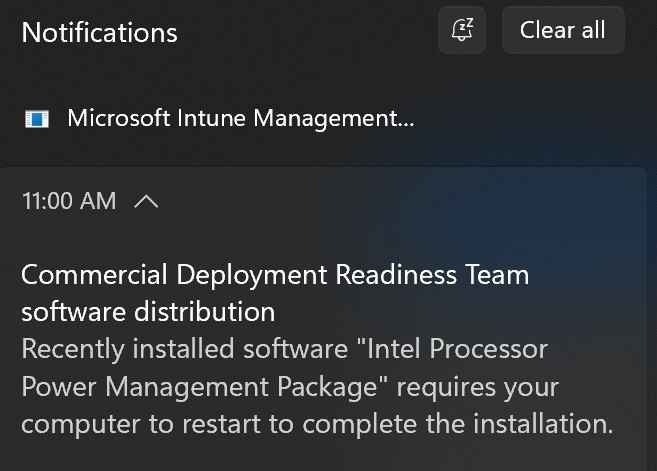 Notifications
Clear all
Microsoft Intune Management...
11:00 AM
Commercial Deployment Readiness Team
software distribution
Recently installed software "Intel Processor
Power Management Package" requires your
computer to restart to complete the installation.